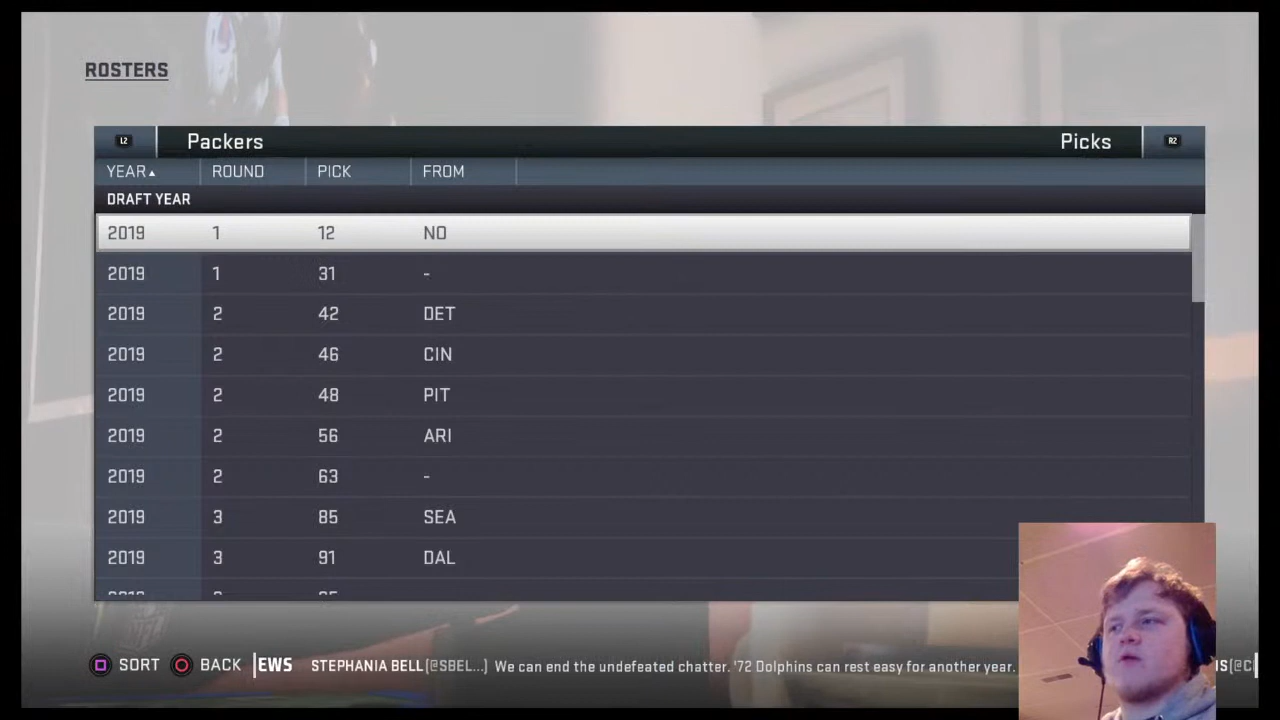 ROSTERS
L2 Packers Picks R2
YEAR ROUND PICK FROM
DRAFT YEAR
2019 1 12 NO
2019 1 31 -
2019 2 42 DET
2019 2 46 CIN
2019 2 48 PIT
2019 2 56 ARI
2019 2 63 -
2019 3 85 SEA
2019 3 91 DAL
SORT BACK EWS STEPHANIA BELL(@SBEL...) We can end the undefeated chatter. '72 Dolphins can rest easy for another year. IS(@C